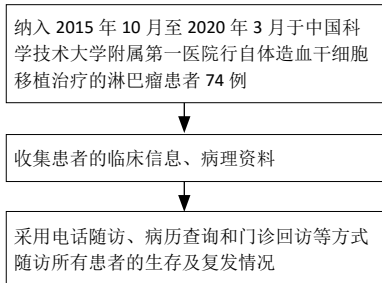 纳入 2015 年 10 月至 2020 年 3 月于中国科
学技术大学附属第一医院行自体造血干细胞
移植治疗的淋巴瘤患者 74 例
收集患者的临床信息、病理资料
采用电话随访、病历查询和门诊回访等方式
随访所有患者的生存及复发情况